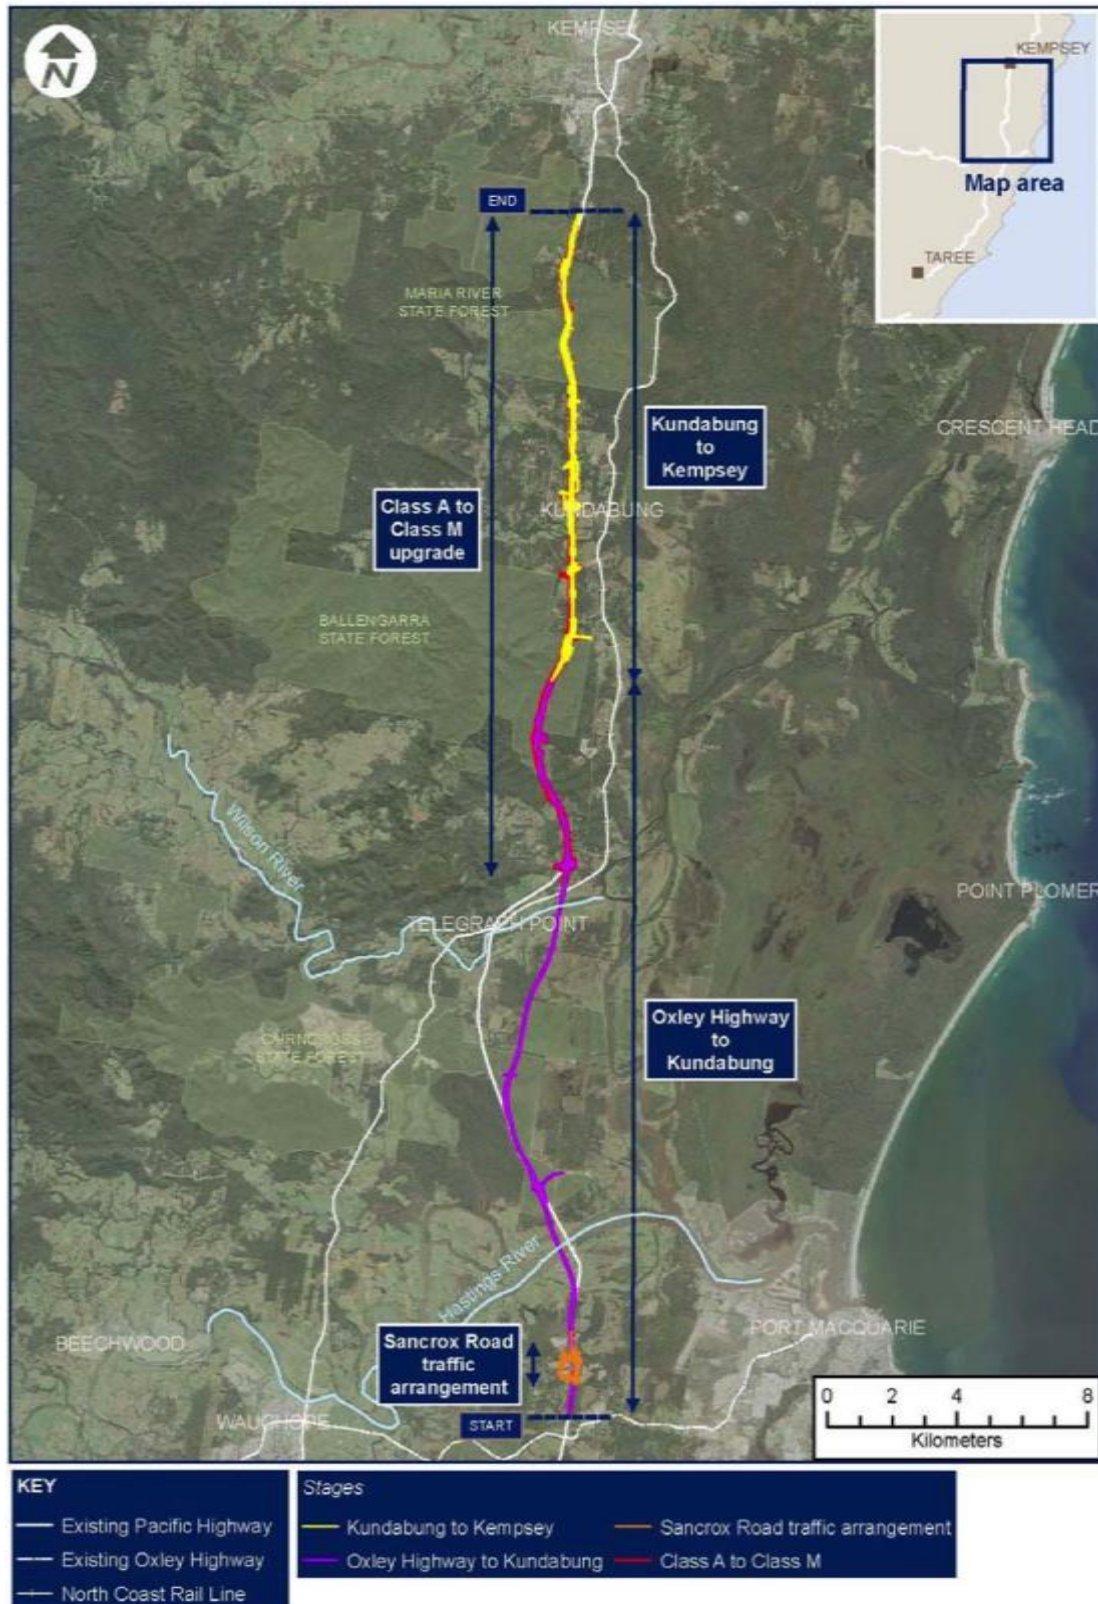 KEMPSEY
N
KEMPSEY
Map area
TAREE
END
MARIA RIVER
STATE FOREST
CRESCENT HEAD
Kundabung
to
Kempsey
Class A to
Class M
upgrade
KUNDABUNG
BALLENGARRA
STATE FOREST
Wilson River
TELEGRAPH POINT
POINT PLOMER
Oxley Highway
to
Kundabung
CAIRNCROSS
STATE FOREST
Hastings River
BEECHWOOD
Sancrox Road
traffic
arrangement
PORT MACQUARIE
WAUCHOPE
START
0 2 4 8
Kilometers
KEY
Existing Pacific Highway
Existing Oxley Highway
North Coast Rail Line
Stages
Kundabung to Kempsey
Oxley Highway to Kundabung
Sancrox Road traffic arrangement
Class A to Class M